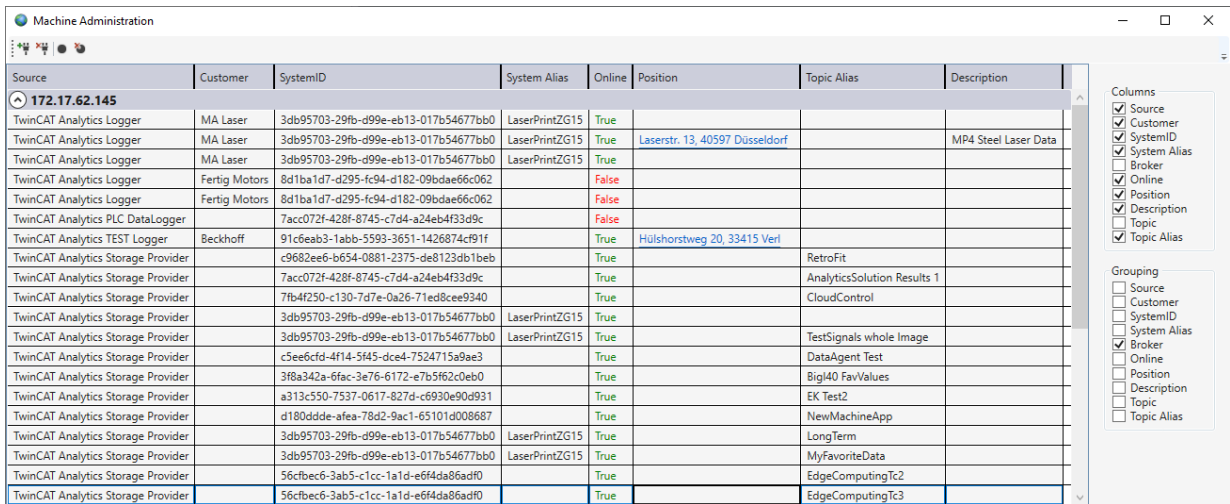 Machine Administration
Source Customer SystemID System Alias Online Position Topic Alias Description
172.17.62.145
TwinCAT Analytics Logger MA Laser 3db95703-29fb-d99e-eb13-017b54677bb0 LaserPrintZG15 True
TwinCAT Analytics Logger MA Laser 3db95703-29fb-d99e-eb13-017b54677bb0 LaserPrintZG15 True Laserstr. 13, 40597 Düsseldorf MP4 Steel Laser Data
TwinCAT Analytics Logger MA Laser 3db95703-29fb-d99e-eb13-017b54677bb0 LaserPrintZG15 True
TwinCAT Analytics Logger Fertig Motors 8d1ba1d7-d295-fc94-d182-09bdae66c062 False
TwinCAT Analytics Logger Fertig Motors 8d1ba1d7-d295-fc94-d182-09bdae66c062 False
TwinCAT Analytics PLC DataLogger 7acc072f-428f-8745-c7d4-a24eb4f33d9c False
TwinCAT Analytics TEST Logger Beckhoff 91c6eab3-1abb-5593-3651-1426874cf91f True Hülshorstweg 20, 33415 Verl
TwinCAT Analytics Storage Provider c9682ee6-b654-0881-2375-de8123db1beb True RetroFit
TwinCAT Analytics Storage Provider 7acc072f-428f-8745-c7d4-a24eb4f33d9c True AnalyticsSolution Results 1
TwinCAT Analytics Storage Provider 7fb4f250-c130-7d7e-0a26-71ed8cee9340 True CloudControl
TwinCAT Analytics Storage Provider 3db95703-29fb-d99e-eb13-017b54677bb0 LaserPrintZG15 True
TwinCAT Analytics Storage Provider 3db95703-29fb-d99e-eb13-017b54677bb0 LaserPrintZG15 True TestSignals whole Image
TwinCAT Analytics Storage Provider c5ee6cfd-4f14-5f45-dce4-7524715a9ae3 True DataAgent Test
TwinCAT Analytics Storage Provider 3f8a342a-6fac-3e76-6172-e7b5f62c0eb0 True BigI40 FavValues
TwinCAT Analytics Storage Provider a313c550-7537-0617-827d-c6930e90d931 True EK Test2
TwinCAT Analytics Storage Provider d180ddde-afea-78d2-9ac1-65101d008687 True NewMachineApp
TwinCAT Analytics Storage Provider 3db95703-29fb-d99e-eb13-017b54677bb0 LaserPrintZG15 True LongTerm
TwinCAT Analytics Storage Provider 3db95703-29fb-d99e-eb13-017b54677bb0 LaserPrintZG15 True MyFavoriteData
TwinCAT Analytics Storage Provider 56cfbec6-3ab5-c1cc-1a1d-e6f4da86adf0 True EdgeComputingTc2
TwinCAT Analytics Storage Provider 56cfbec6-3ab5-c1cc-1a1d-e6f4da86adf0 True EdgeComputingTc3
Columns
Source
Customer
SystemID
System Alias
Broker
Online
Position
Description
Topic
Topic Alias
Grouping
Source
Customer
SystemID
System Alias
Broker
Online
Position
Description
Topic
Topic Alias